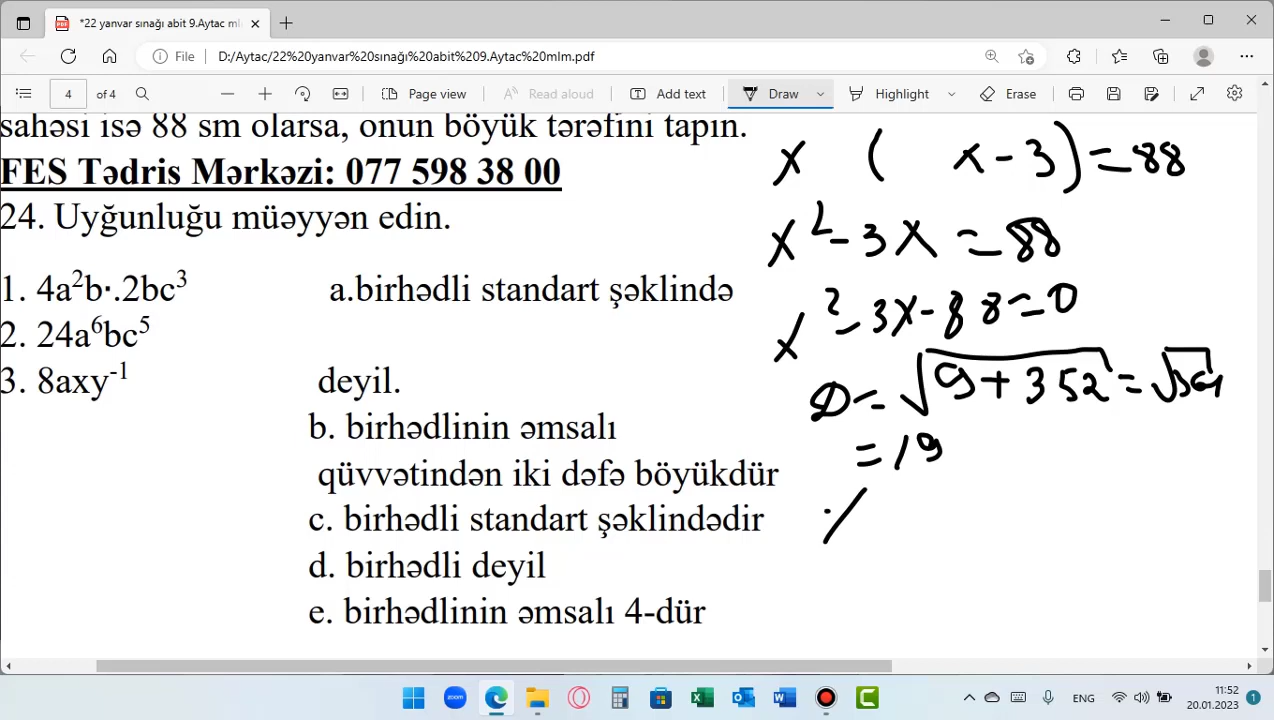 *22 yanvar sınağı abit 9.Aytac ml
File D:/Aytac/22%20yanvar%20sınağı%20abit%209.Aytac%20mlm.pdf
4 of 4 Page view Read aloud Add text Draw Highlight Erase
sahəsi isə 88 sm olarsa, onun böyük tərəfini tapın.
FES Tədris Mərkəzi: 077 598 38 00
24. Uyğunluğu müəyyən edin.
1. 4a²b·.2bc³ a.birhədli standart şəklində
2. 24a⁶bc⁵
3. 8axy⁻¹ deyil.
b. birhədlinin əmsalı
qüvvətindən iki dəfə böyükdür
c. birhədli standart şəklindədir
d. birhədli deyil
e. birhədlinin əmsalı 4-dür
x ( x-3)=88
x²-3x=88
x²-3x-88=0
D=√9+352=√361
=19
zoom
ENG 11:52
20.01.2023 1